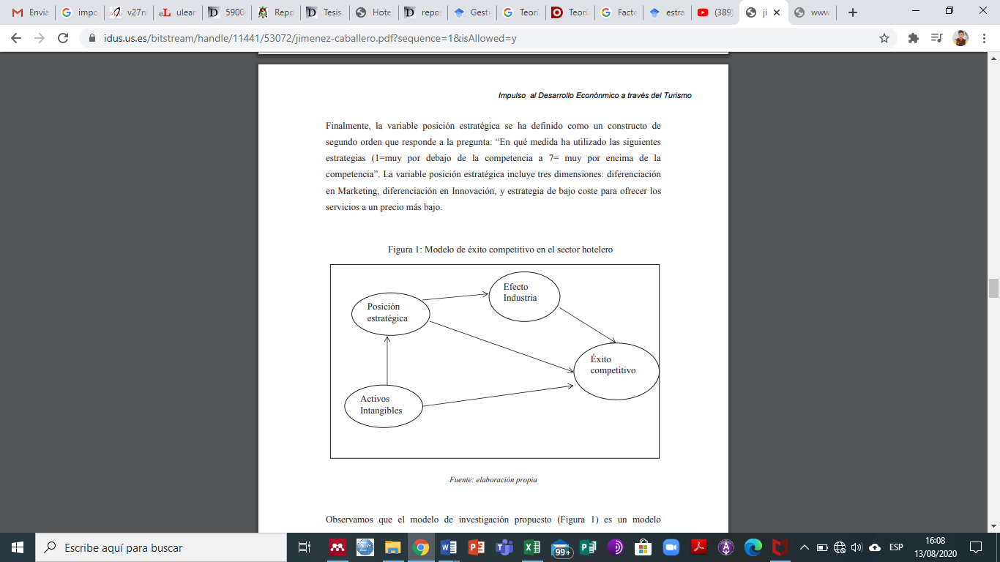 Envia
impo
v27n
ulear
5900
Repo
Tesis.
Hote
repo
Gesti
Teorí
Teorí
Facto
estra
(389)
ji
www
idus.us.es/bitstream/handle/11441/53072/jimenez-caballero.pdf?sequence=1&isAllowed=y
Impulso al Desarrollo Econónmico a través del Turismo
Finalmente, la variable posición estratégica se ha definido como un constructo de
segundo orden que responde a la pregunta: “En qué medida ha utilizado las siguientes
estrategias (1=muy por debajo de la competencia a 7= muy por encima de la
competencia”. La variable posición estratégica incluye tres dimensiones: diferenciación
en Marketing, diferenciación en Innovación, y estrategia de bajo coste para ofrecer los
servicios a un precio más bajo.
Figura 1: Modelo de éxito competitivo en el sector hotelero
Efecto
Industria
Posición
estratégica
Éxito
competitivo
Activos
Intangibles
Fuente: elaboración propia
Observamos que el modelo de investigación propuesto (Figura 1) es un modelo
Escribe aquí para buscar
99+
ESP
16:08
13/08/2020